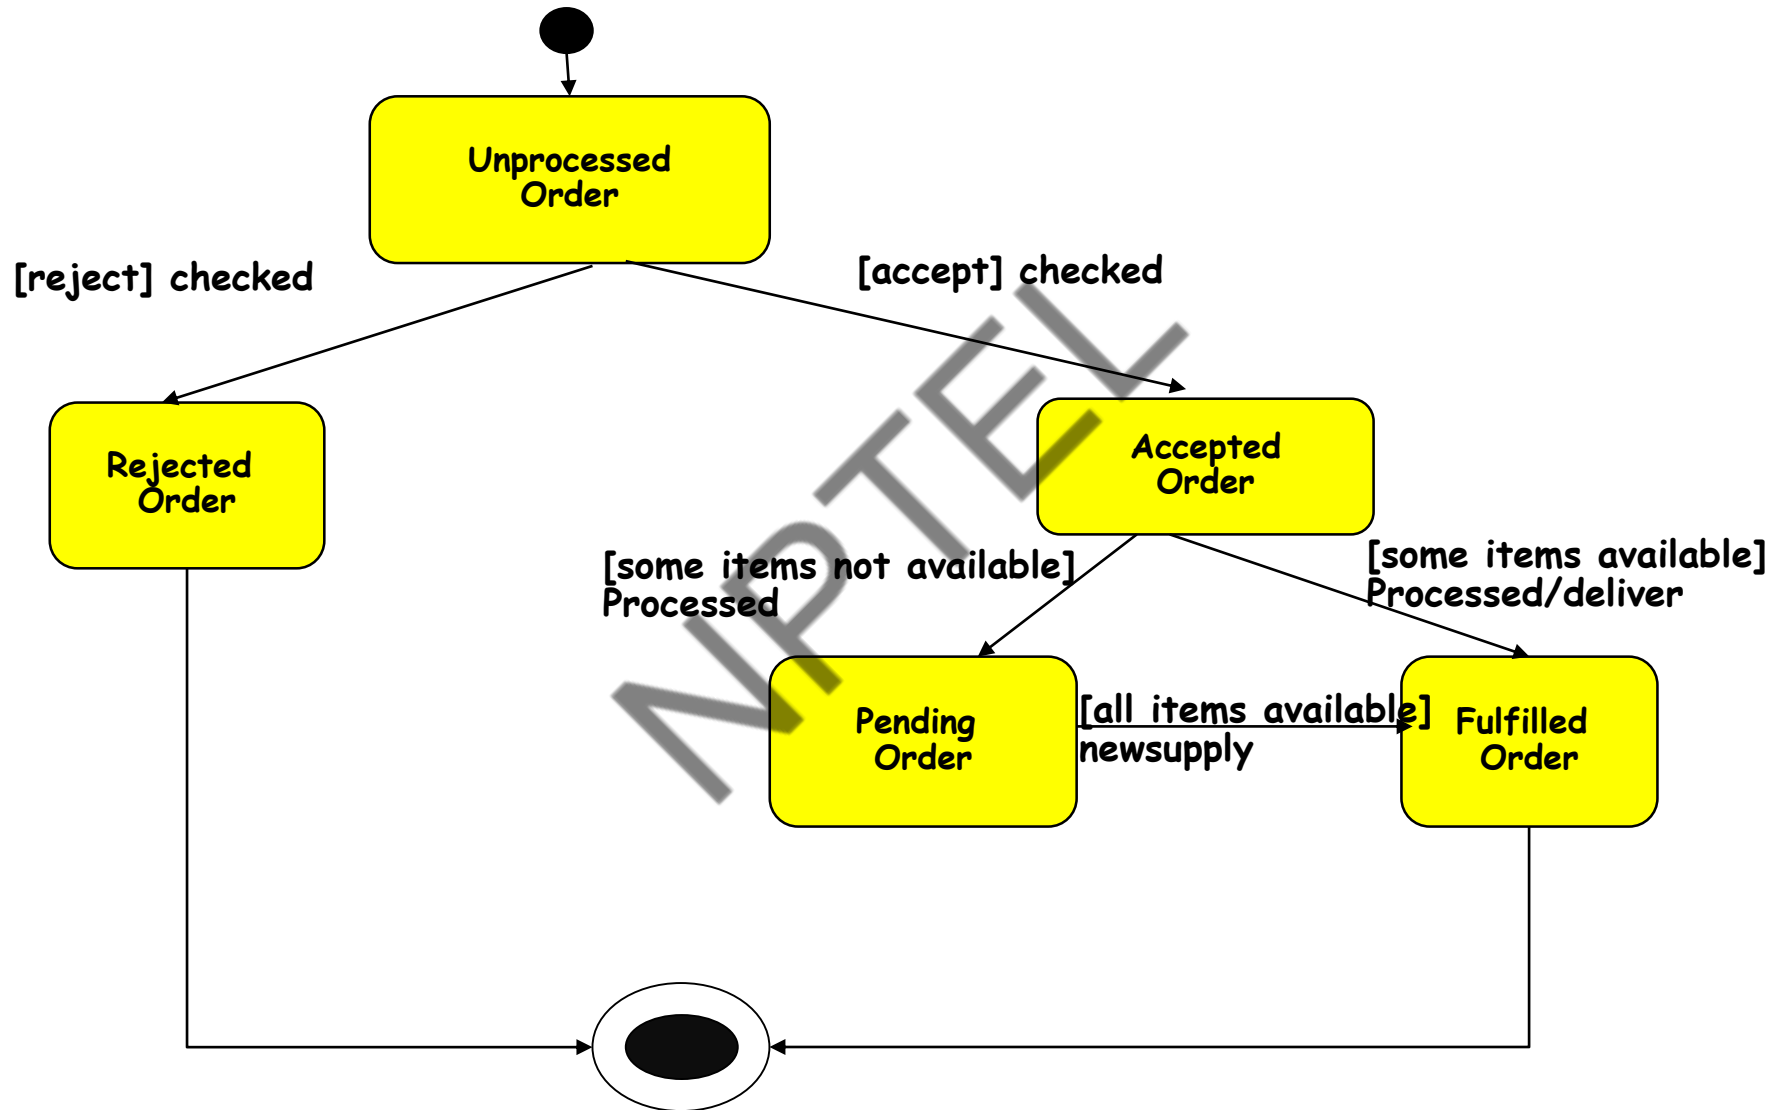 Unprocessed
Order
[reject] checked
[accept] checked
Rejected
Order
Accepted
Order
[some items not available]
Processed
[some items available]
Processed/deliver
Pending
Order
[all items available]
newsupply
Fulfilled
Order
NPTEL